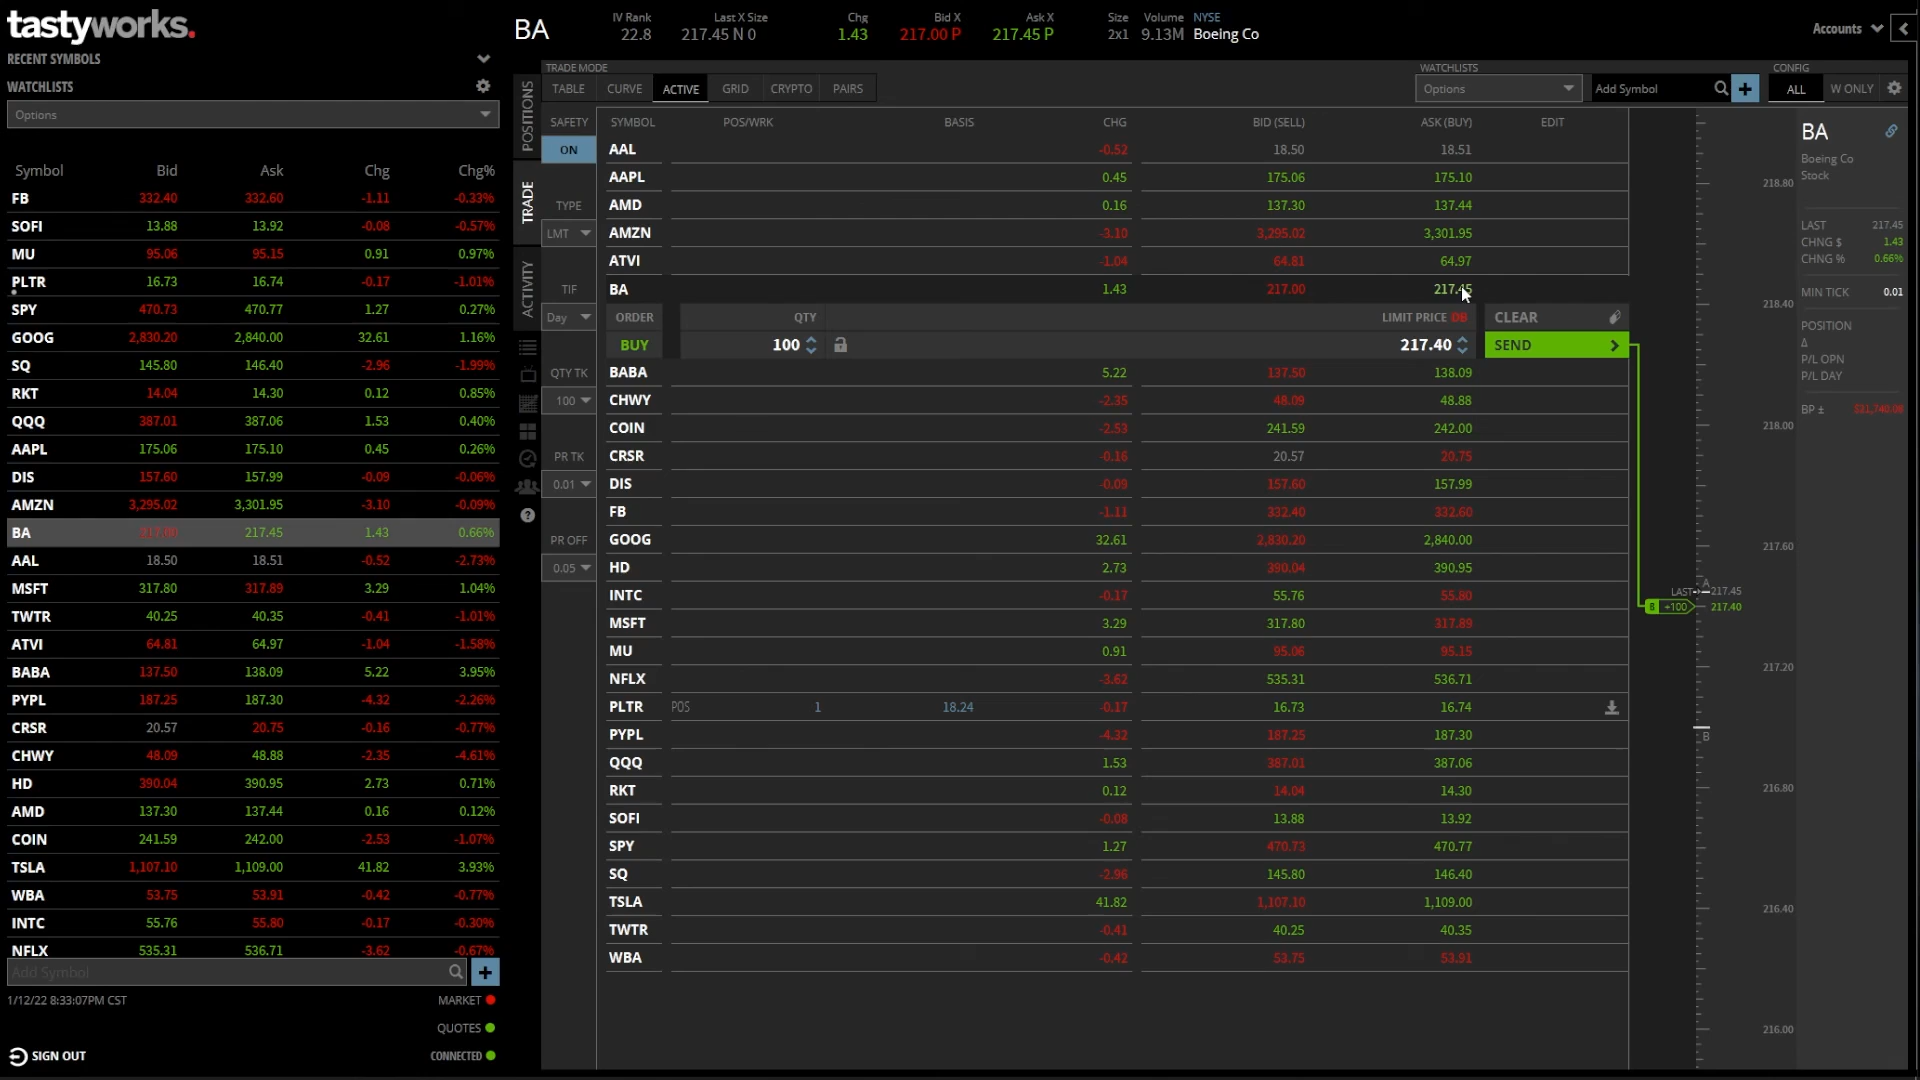 tastyworks.
RECENT SYMBOLS
WATCHLISTS
Options
Symbol Bid Ask Chg Chg%
FB 332.40 332.60 -1.11 -0.33%
SOFI 13.88 13.92 -0.08 -0.57%
MU 95.06 95.15 0.91 0.97%
PLTR 16.73 16.74 -0.17 -1.01%
SPY 470.73 470.77 1.27 0.27%
GOOG 2,830.20 2,840.00 32.61 1.16%
SQ 145.80 146.40 -2.96 -1.99%
RKT 14.04 14.30 0.12 0.85%
QQQ 387.01 387.06 1.53 0.40%
AAPL 175.06 175.10 0.45 0.26%
DIS 157.60 157.99 -0.09 -0.06%
AMZN 3,295.02 3,301.95 -3.10 -0.09%
BA 217.00 217.45 1.43 0.66%
AAL 18.50 18.51 -0.52 -2.73%
MSFT 317.80 317.89 3.29 1.04%
TWTR 40.25 40.35 -0.41 -1.01%
ATVI 64.81 64.97 -1.04 -1.58%
BABA 137.50 138.09 5.22 3.95%
PYPL 187.25 187.30 -4.32 -2.26%
CRSR 20.57 20.75 -0.16 -0.77%
CHWY 48.09 48.88 -2.35 -4.61%
HD 390.04 390.95 2.73 0.71%
AMD 137.30 137.44 0.16 0.12%
COIN 241.59 242.00 -2.53 -1.07%
TSLA 1,107.10 1,109.00 41.82 3.93%
WBA 53.75 53.91 -0.42 -0.77%
INTC 55.76 55.80 -0.17 -0.30%
NFLX 535.31 536.71 -3.62 -0.67%
Add Symbol
1/12/22 8:33:07PM CST MARKET
QUOTES
SIGN OUT CONNECTED
BA
IV Rank Last X Size Chg Bid X Ask X Size Volume NYSE
22.8 217.45 N 0 1.43 217.00 P 217.45 P 2x1 9.13M Boeing Co
Accounts
POSITIONS
TRADE
ACTIVITY
TRADE MODE
TABLE CURVE ACTIVE GRID CRYPTO PAIRS
WATCHLISTS
Options
Add Symbol
CONFIG
ALL W ONLY
SAFETY
ON
TYPE
LMT
TIF
Day
QTY TK
100
PR TK
0.01
PR OFF
0.05
SYMBOL POS/WRK BASIS CHG BID (SELL) ASK (BUY) EDIT
AAL -0.52 18.50 18.51
AAPL 0.45 175.06 175.10
AMD 0.16 137.30 137.44
AMZN -3.10 3,295.02 3,301.95
ATVI -1.04 64.81 64.97
BA 1.43 217.00 217.45
ORDER QTY LIMIT PRICE DB CLEAR
BUY 100 217.40 SEND
BABA 5.22 137.50 138.09
CHWY -2.35 48.09 48.88
COIN -2.53 241.59 242.00
CRSR -0.16 20.57 20.75
DIS -0.09 157.60 157.99
FB -1.11 332.40 332.60
GOOG 32.61 2,830.20 2,840.00
HD 2.73 390.04 390.95
INTC -0.17 55.76 55.80
MSFT 3.29 317.80 317.89
MU 0.91 95.06 95.15
NFLX -3.62 535.31 536.71
PLTR POS 1 18.24 -0.17 16.73 16.74
PYPL -4.32 187.25 187.30
QQQ 1.53 387.01 387.06
RKT 0.12 14.04 14.30
SOFI -0.08 13.88 13.92
SPY 1.27 470.73 470.77
SQ -2.96 145.80 146.40
TSLA 41.82 1,107.10 1,109.00
TWTR -0.41 40.25 40.35
WBA -0.42 53.75 53.91
218.80
218.40
218.00
217.60
A
LAST 217.45
B +100 217.40
217.20
B
216.80
216.40
216.00
BA
Boeing Co
Stock
LAST 217.45
CHNG $ 1.43
CHNG % 0.66%
MIN TICK 0.01
POSITION
Δ
P/L OPN
P/L DAY
BP ± $21,740.08